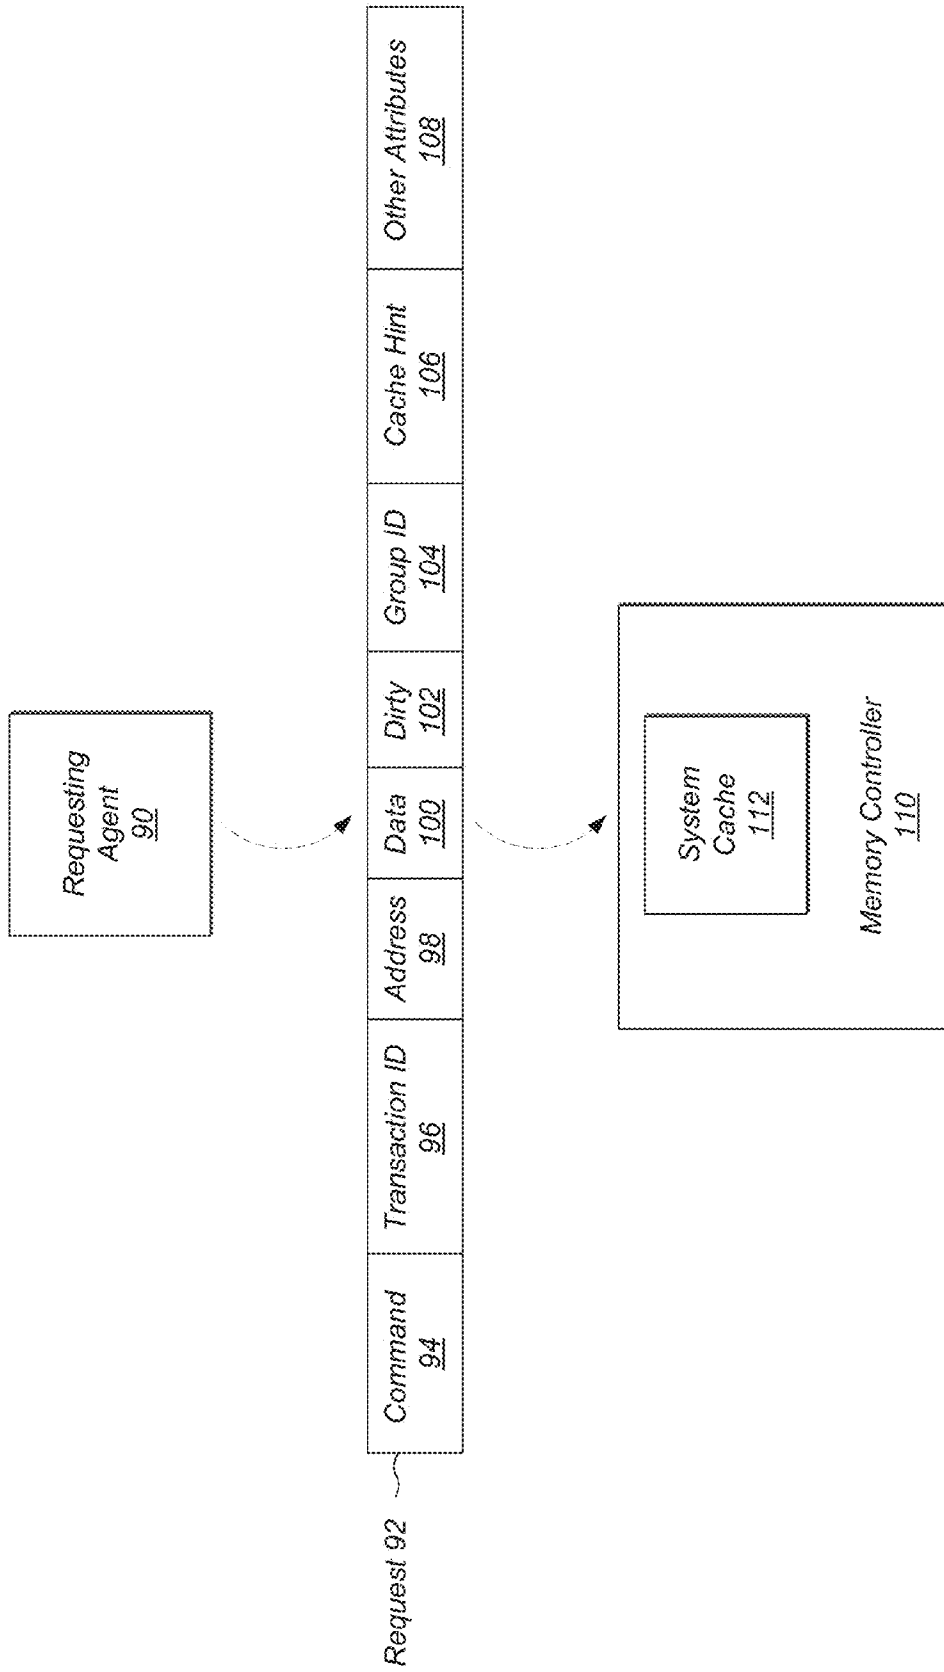 Requesting
Agent
90
Request 92
Command
94
Transaction ID
96
Address
98
Data
100
Dirty
102
Group ID
104
Cache Hint
106
Other Attributes
108
System
Cache
112
Memory Controller
110